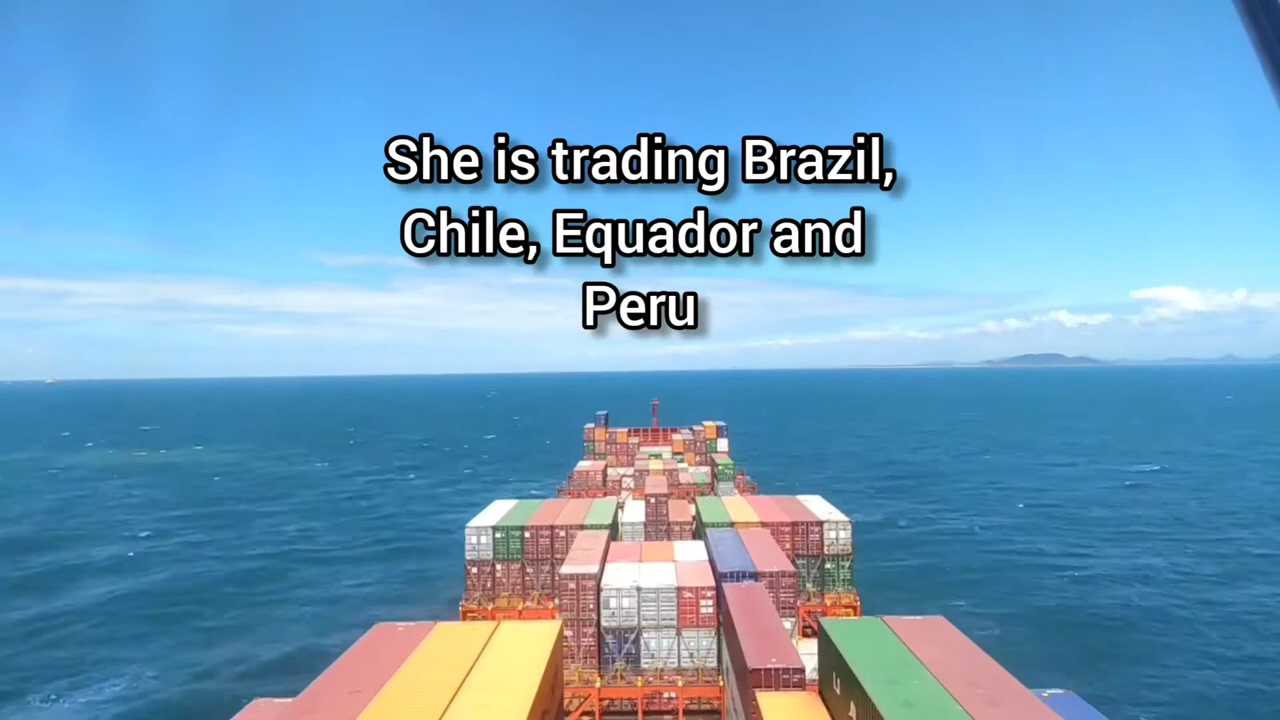 She is trading Brazil,
Chile, Equador and
Peru